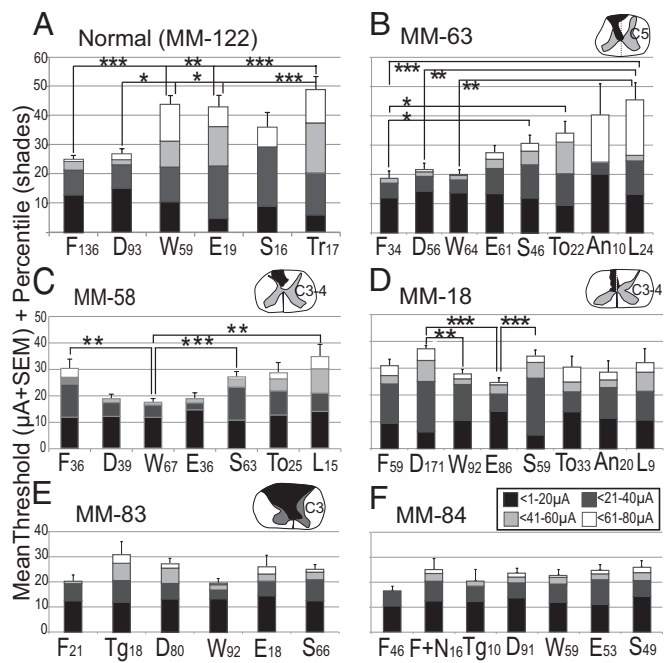 A Normal (MM-122)
60
50
40
30
20
10
*** ** ***
* * ***
F136 D93 W59 E19 S16 Tr17
B MM-63
C5
***
**
**
*
*
F34 D56 W64 E61 S46 To22 An10 L24
MeanThreshold (µA+SEM) + Percentile (shades)
C MM-58
C3-4
50
40
30
20
10
0
** **
***
F36 D39 W67 E36 S63 To25 L15
D MM-18
C3-4
*** ***
**
F59 D171 W92 E86 S59 To33 An20 L9
E MM-83
C3
40
30
20
10
0
F21 Tg18 D80 W92 E18 S66
F MM-84
<1-20µA <21-40µA
<41-60µA <61-80µA
F46 F+N16 Tg10 D91 W59 E53 S49